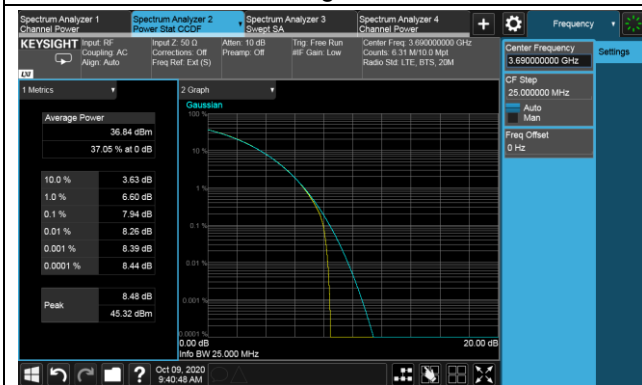 Spectrum Analyzer 1
Channel Power
Spectrum Analyzer 2
Power Stat CCDF
Spectrum Analyzer 3
Swept SA
Spectrum Analyzer 4
Channel Power
+
Frequency
KEYSIGHT
Input: RF
Coupling: AC
Align: Auto
Input Z: 50 Ω
Corrections: Off
Freq Ref: Ext (S)
Atten: 10 dB
Preamp: Off
Trig: Free Run
#IF Gain: Low
Center Freq: 3.690000000 GHz
Counts: 6.31 M/10.0 Mpt
Radio Std: LTE, BTS, 20M
LXI
Center Frequency
3.690000000 GHz
Settings
CF Step
25.000000 MHz
Auto
Man
Freq Offset
0 Hz
1 Metrics
Average Power
36.84 dBm
37.05 % at 0 dB
10.0 % 3.63 dB
1.0 % 6.60 dB
0.1 % 7.94 dB
0.01 % 8.26 dB
0.001 % 8.39 dB
0.0001 % 8.44 dB
Peak
8.48 dB
45.32 dBm
2 Graph
Gaussian
100 %
10 %
1 %
0.1 %
0.01 %
0.001 %
0.0001 %
0.00 dB
20.00 dB
Info BW 25.000 MHz
?
Oct 09, 2020
9:40:48 AM